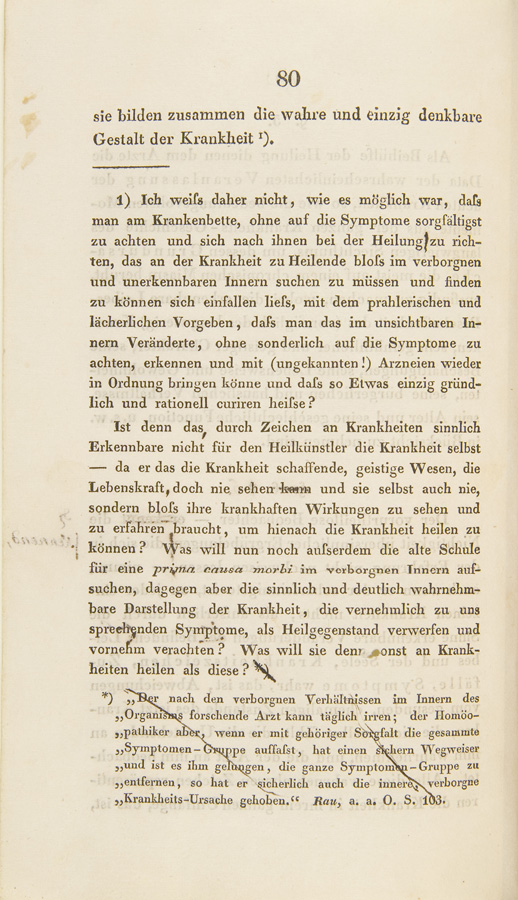 80
sie bilden zusammen die wahre und einzig denkbare
Gestalt der Krankheit ¹).
1) Ich weiſs daher nicht, wie es möglich war, daſs
man am Krankenbette, ohne auf die Symptome sorgfältigst
zu achten und sich nach ihnen bei der Heilung zu rich-
ten, das an der Krankheit zu Heilende bloſs im verborgnen
und unerkennbaren Innern suchen zu müssen und finden
zu können sich einfallen lieſs, mit dem prahlerischen und
lächerlichen Vorgeben, daſs man das im unsichtbaren In-
nern Veränderte, ohne sonderlich auf die Symptome zu
achten, erkennen und mit (ungekannten!) Arzneien wieder
in Ordnung bringen könne und daſs so Etwas einzig gründ-
lich und rationell curiren heiſse?
Ist denn das, durch Zeichen an Krankheiten sinnlich
Erkennbare nicht für den Heilkünstler die Krankheit selbst
— da er das die Krankheit schaffende, geistige Wesen, die
Lebenskraft, doch nie sehen kann und sie selbst auch nie,
sondern bloſs ihre krankhaften Wirkungen zu sehen und
zu erfahren braucht, um hienach die Krankheit heilen zu
können? Was will nun noch auſserdem die alte Schule
für eine prima causa morbi im verborgnen Innern auf-
suchen, dagegen aber die sinnlich und deutlich wahrnehm-
bare Darstellung der Krankheit, die vernehmlich zu uns
sprechenden Symptome, als Heilgegenstand verwerfen und
vornehm verachten? Was will sie denn sonst an Krank-
heiten heilen als diese? *)
*) „Der nach den verborgnen Verhältnissen im Innern des
„Organisms forschende Arzt kann täglich irren; der Homöo-
„pathiker aber, wenn er mit gehöriger Sorgfalt die gesammte
„Symptomen-Gruppe auffaſst, hat einen sichern Wegweiser
„und ist es ihm gelungen, die ganze Symptomen-Gruppe zu
„entfernen, so hat er sicherlich auch die innere, verborgne
„Krankheits-Ursache gehoben.“ Rau, a. a. O. S. 103.